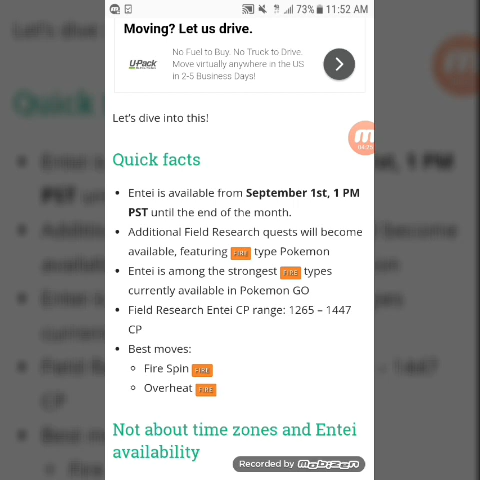 73% 11:52 AM
Moving? Let us drive.
U-Pack
No Fuel to Buy. No Truck to Drive.
Move virtually anywhere in the US
in 2-5 Business Days!
Let's dive into this!
04:29
Quick facts
Entei is available from September 1st, 1 PM
PST until the end of the month.
Additional Field Research quests will become
available, featuring FIRE type Pokemon
Entei is among the strongest FIRE types
currently available in Pokemon GO
Field Research Entei CP range: 1265 – 1447
CP
Best moves:
Fire Spin FIRE
Overheat FIRE
Not about time zones and Entei
availability
Recorded by mobizen